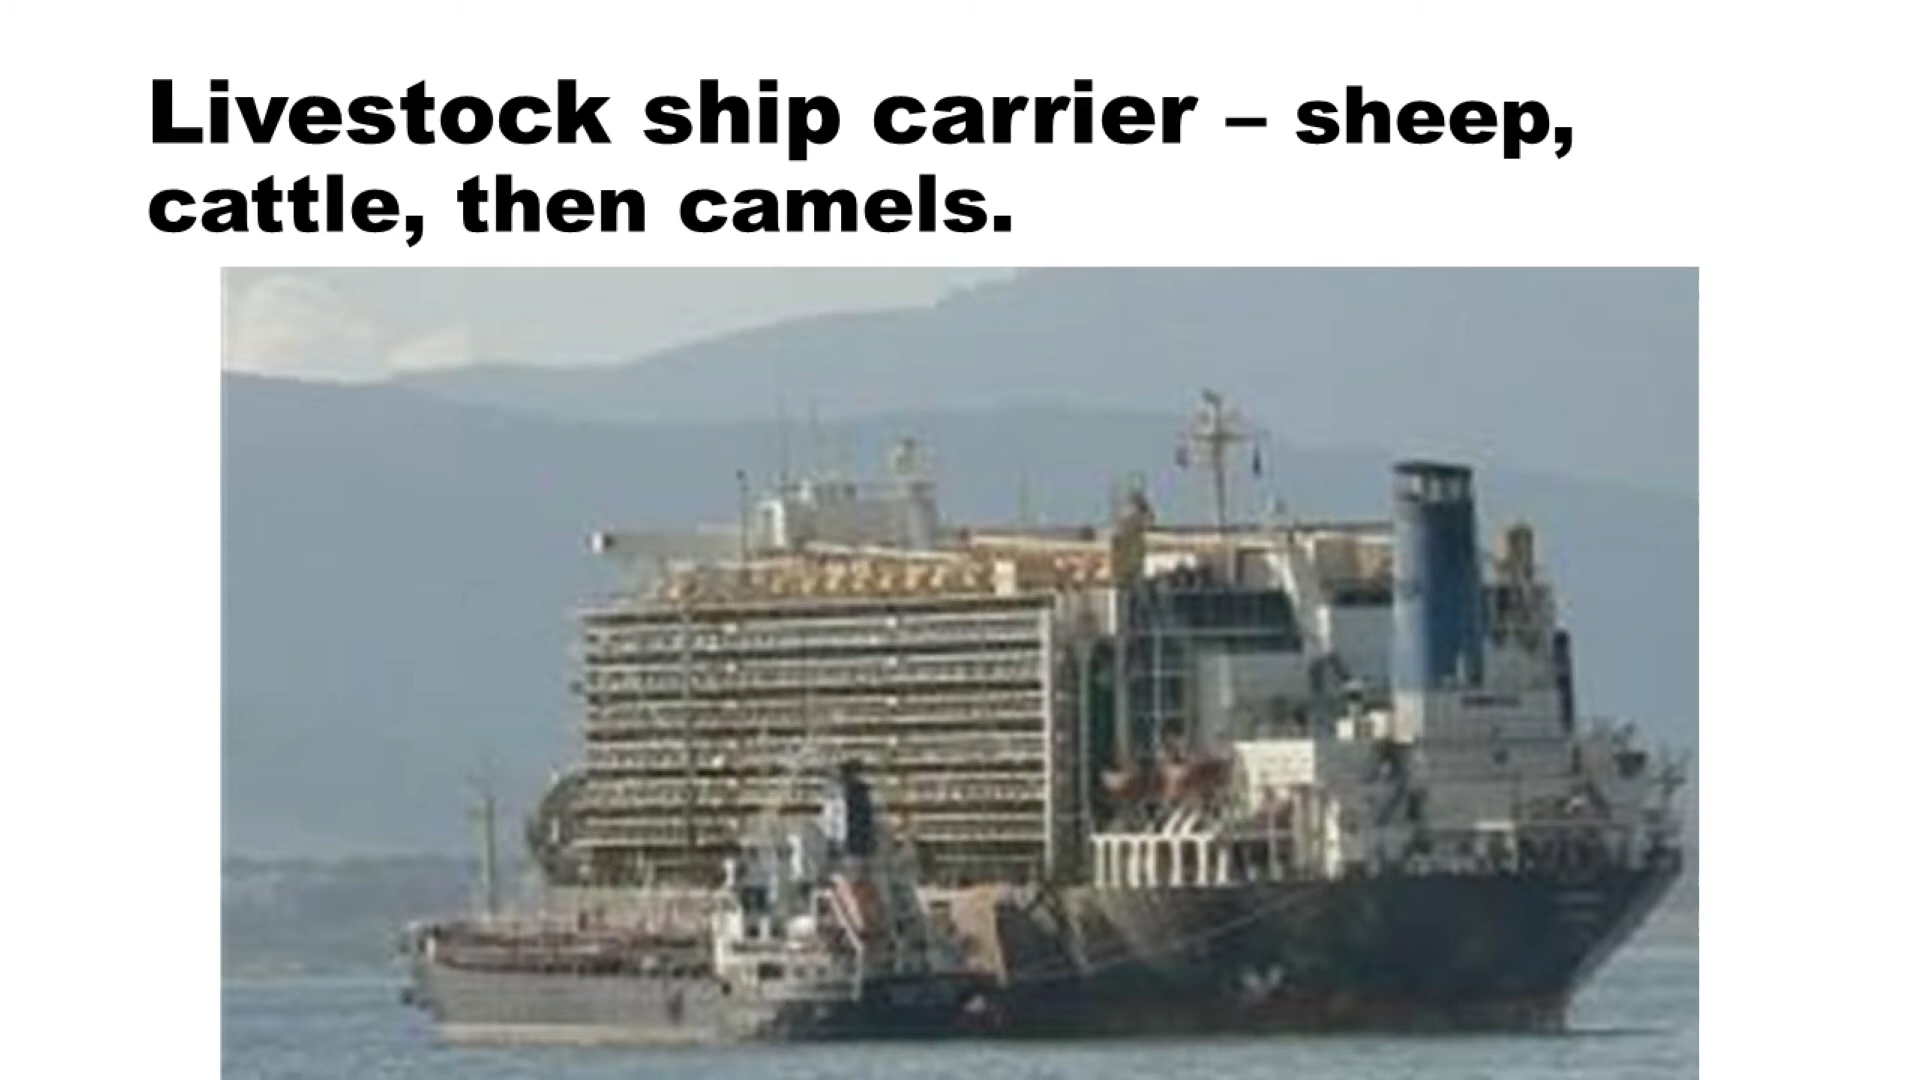 Livestock ship carrier – sheep,
cattle, then camels.